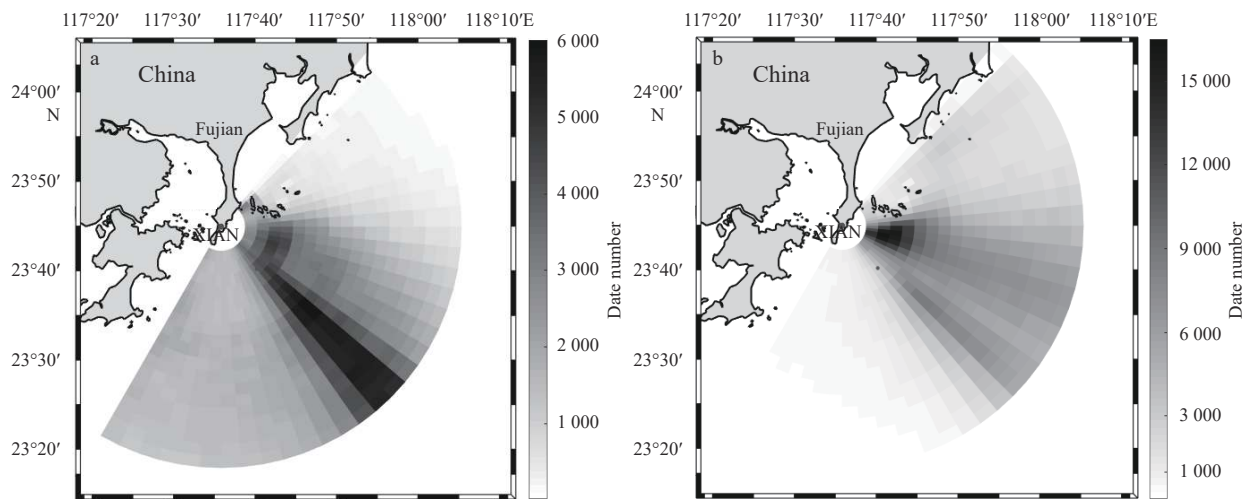 117°20′ 117°30′ 117°40′ 117°50′ 118°00′ 118°10′E
a
China
Fujian
XIAN
24°00′
N
23°50′
23°40′
23°30′
23°20′
6 000
5 000
4 000
3 000
2 000
1 000
Date number
117°20′ 117°30′ 117°40′ 117°50′ 118°00′ 118°10′E
b
China
Fujian
XIAN
24°00′
N
23°50′
23°40′
23°30′
23°20′
15 000
12 000
9 000
6 000
3 000
1 000
Date number